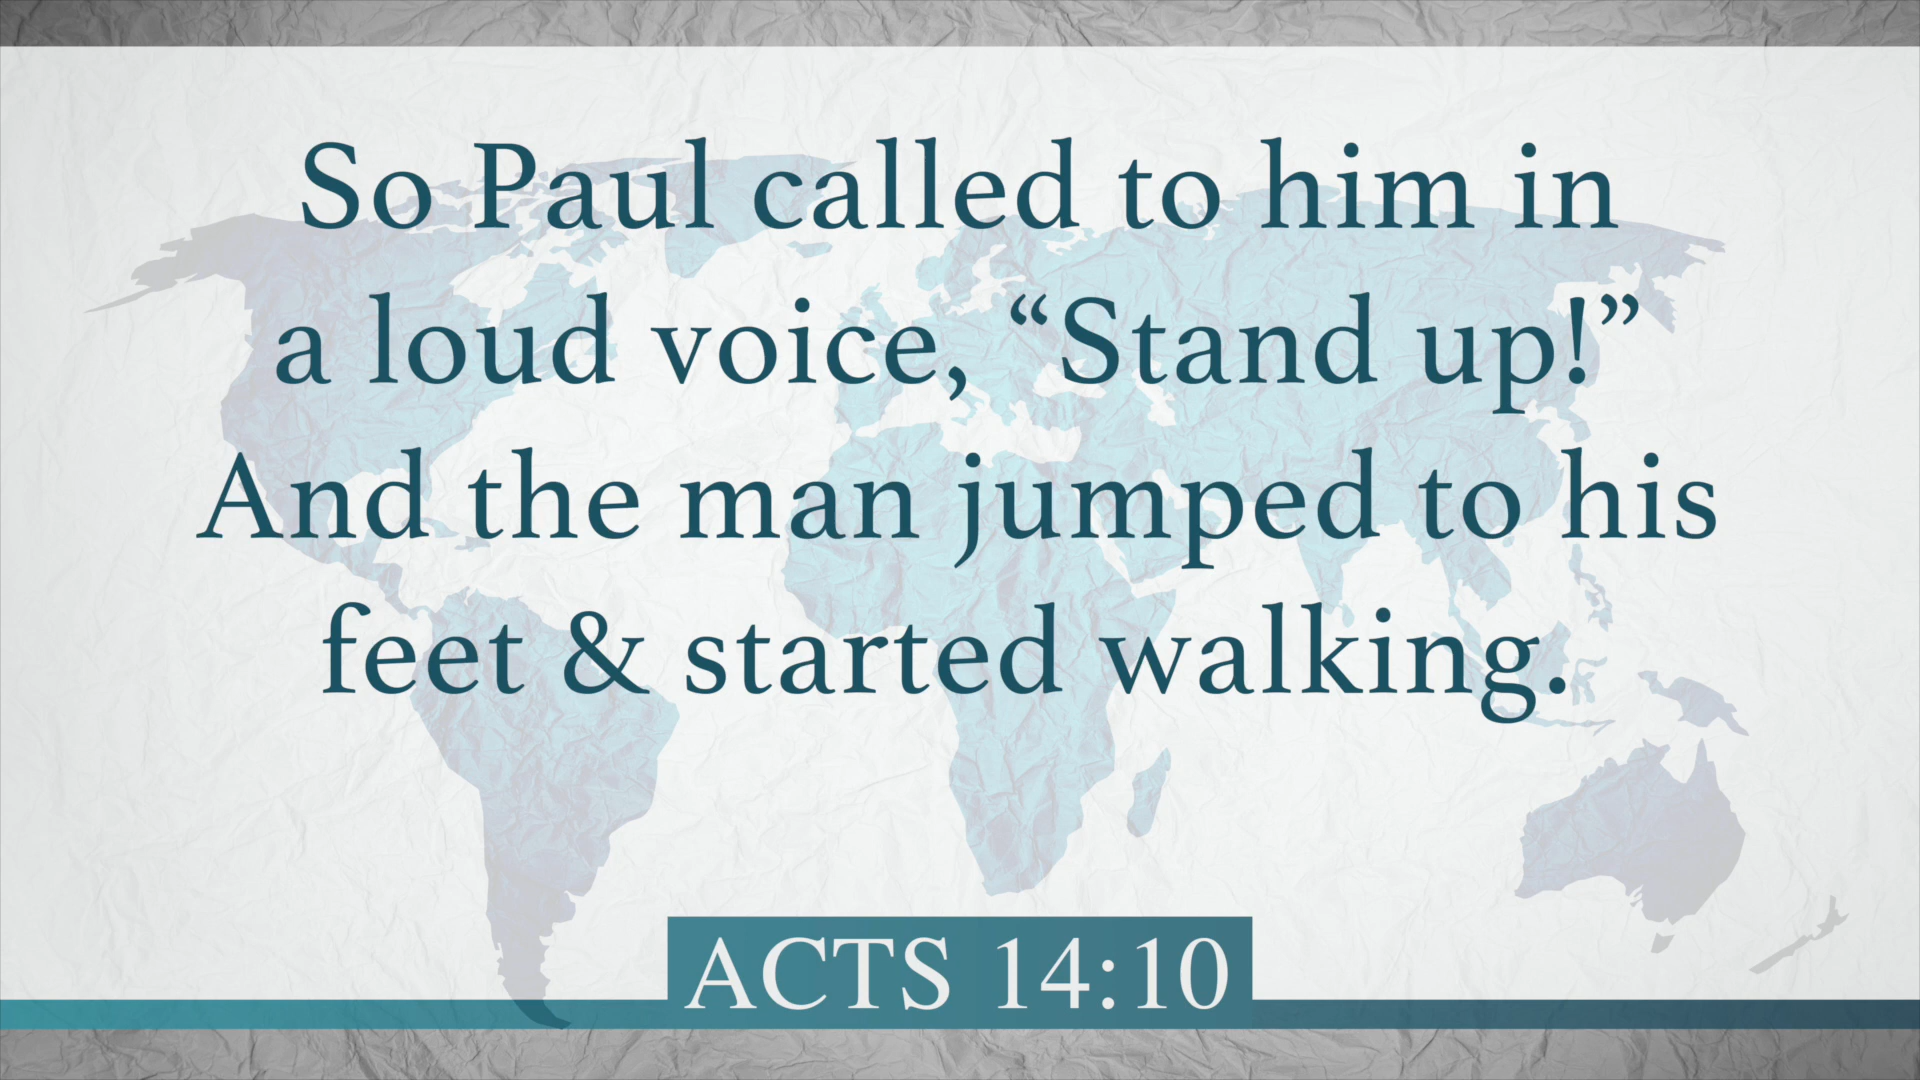 So Paul called to him in
a loud voice, “Stand up!”
And the man jumped to his
feet & started walking.
ACTS 14:10